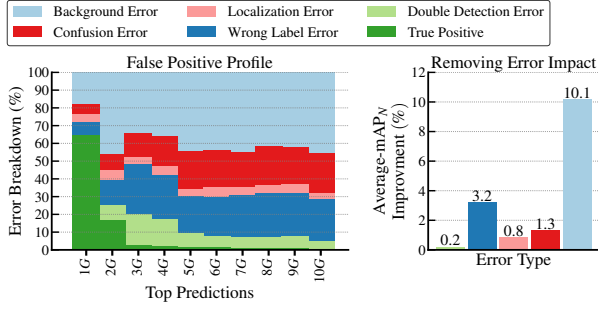 Background Error Localization Error Double Detection Error
Confusion Error Wrong Label Error True Positive
False Positive Profile
Error Breakdown (%)
100
90
80
70
60
50
40
30
20
10
0
1G 2G 3G 4G 5G 6G 7G 8G 9G 10G
Top Predictions
Removing Error Impact
Average-mAP_N
Improvment (%)
12
10
8
6
4
2
0
0.2 3.2 0.8 1.3 10.1
Error Type